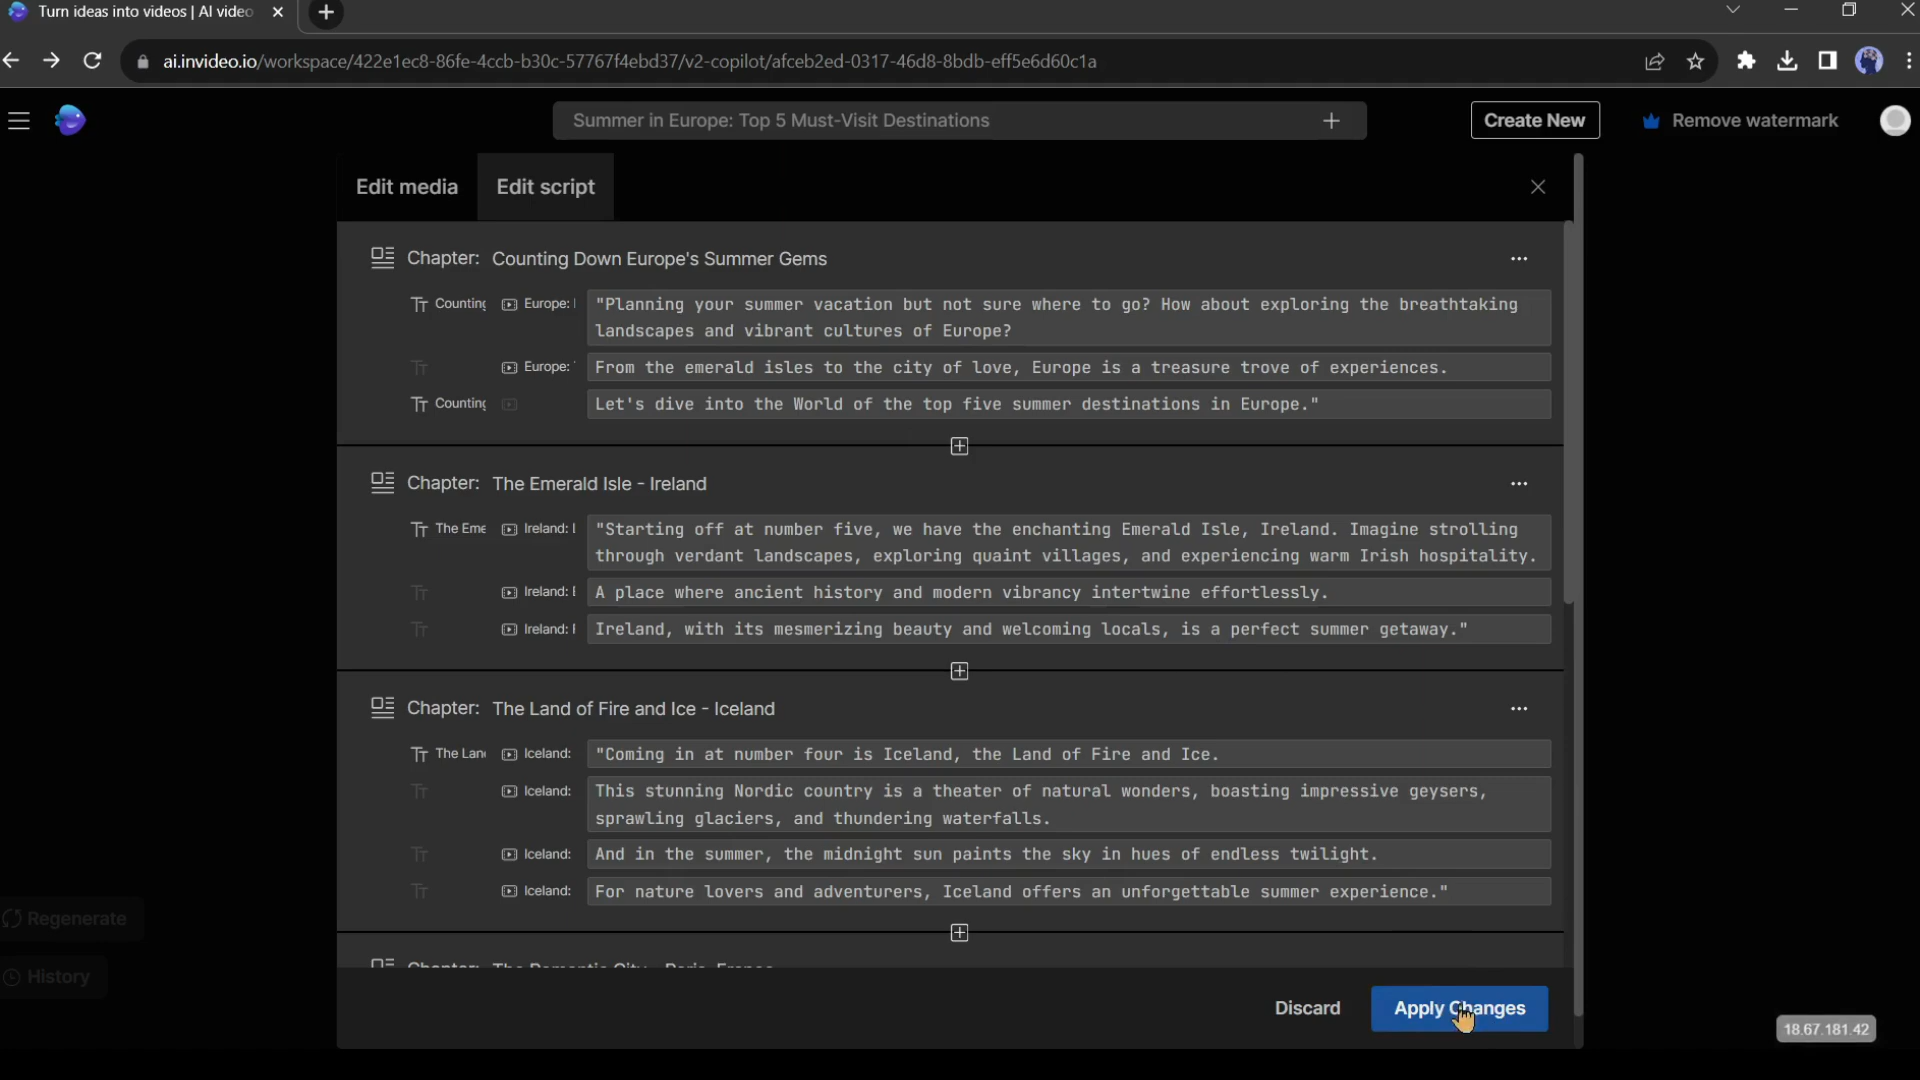 Turn ideas into videos | AI video
ai.invideo.io/workspace/422e1ec8-86fe-4ccb-b30c-57767f4ebd37/v2-copilot/afceb2ed-0317-46d8-8bdb-eff5e6d60c1a
Summer in Europe: Top 5 Must-Visit Destinations
Create New
Remove watermark
Edit media
Edit script
Chapter: Counting Down Europe's Summer Gems
Counting
Europe:
"Planning your summer vacation but not sure where to go? How about exploring the breathtaking
landscapes and vibrant cultures of Europe?
Europe:
From the emerald isles to the city of love, Europe is a treasure trove of experiences.
Counting
Let's dive into the World of the top five summer destinations in Europe."
Chapter: The Emerald Isle - Ireland
The Eme
Ireland:
"Starting off at number five, we have the enchanting Emerald Isle, Ireland. Imagine strolling
through verdant landscapes, exploring quaint villages, and experiencing warm Irish hospitality.
Ireland:
A place where ancient history and modern vibrancy intertwine effortlessly.
Ireland:
Ireland, with its mesmerizing beauty and welcoming locals, is a perfect summer getaway."
Chapter: The Land of Fire and Ice - Iceland
The Lan
Iceland:
"Coming in at number four is Iceland, the Land of Fire and Ice.
Iceland:
This stunning Nordic country is a theater of natural wonders, boasting impressive geysers,
sprawling glaciers, and thundering waterfalls.
Iceland:
And in the summer, the midnight sun paints the sky in hues of endless twilight.
Iceland:
For nature lovers and adventurers, Iceland offers an unforgettable summer experience."
Chapter: The Romantic City - Paris, France
Regenerate
History
Discard
Apply Changes
18.67.181.42